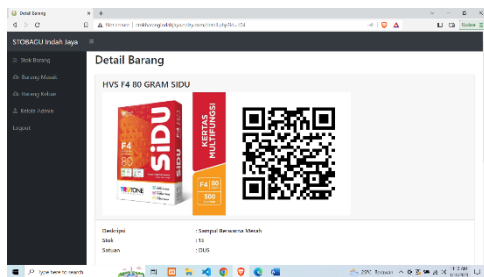 Detail Barang
STOBAGU Indah Jaya
Detail Barang
Stok Barang
Barang Masuk
Barang Keluar
Kelola Admin
Logout
HVS F4 80 GRAM SIDU
SiDU
F4
80
KERTAS
MULTIFUNGSI
F4 80
500
Deskripsi : Sampul Berwarna Merah
Stok
Satuan : DUS
Type here to search